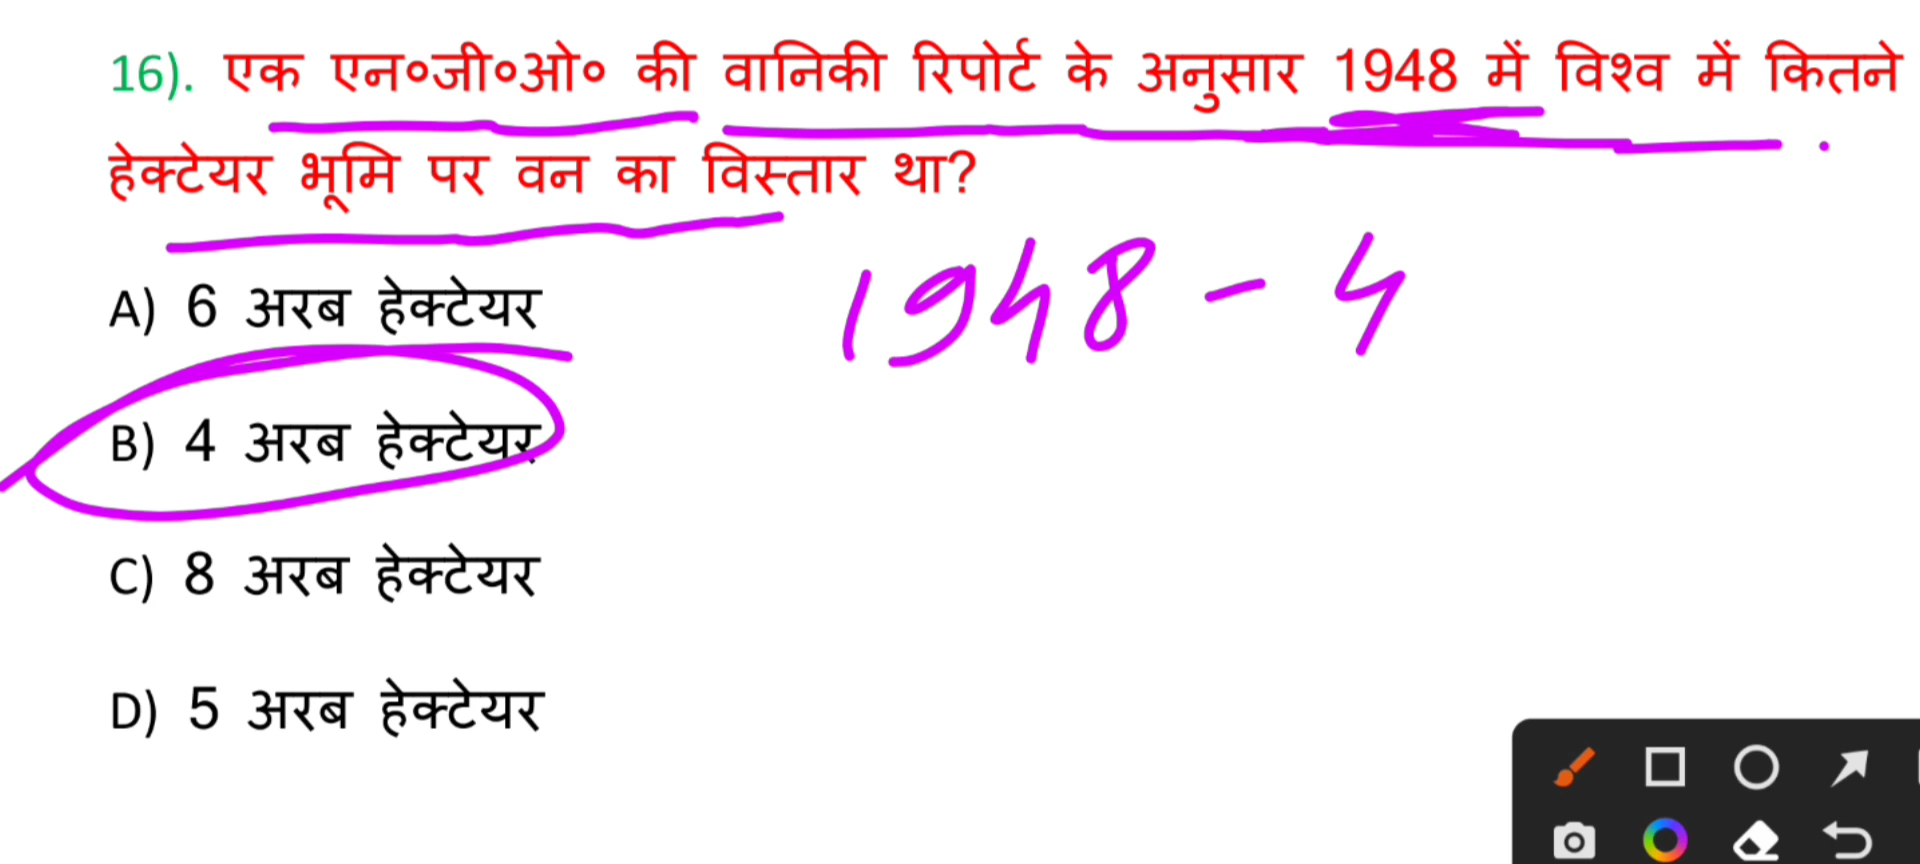 16). एक एन०जी०ओ० की वानिकी रिपोर्ट के अनुसार 1948 में विश्व में कितने
हेक्टेयर भूमि पर वन का विस्तार था?
1948 - 4
A) 6 अरब हेक्टेयर
B) 4 अरब हेक्टेयर
C) 8 अरब हेक्टेयर
D) 5 अरब हेक्टेयर